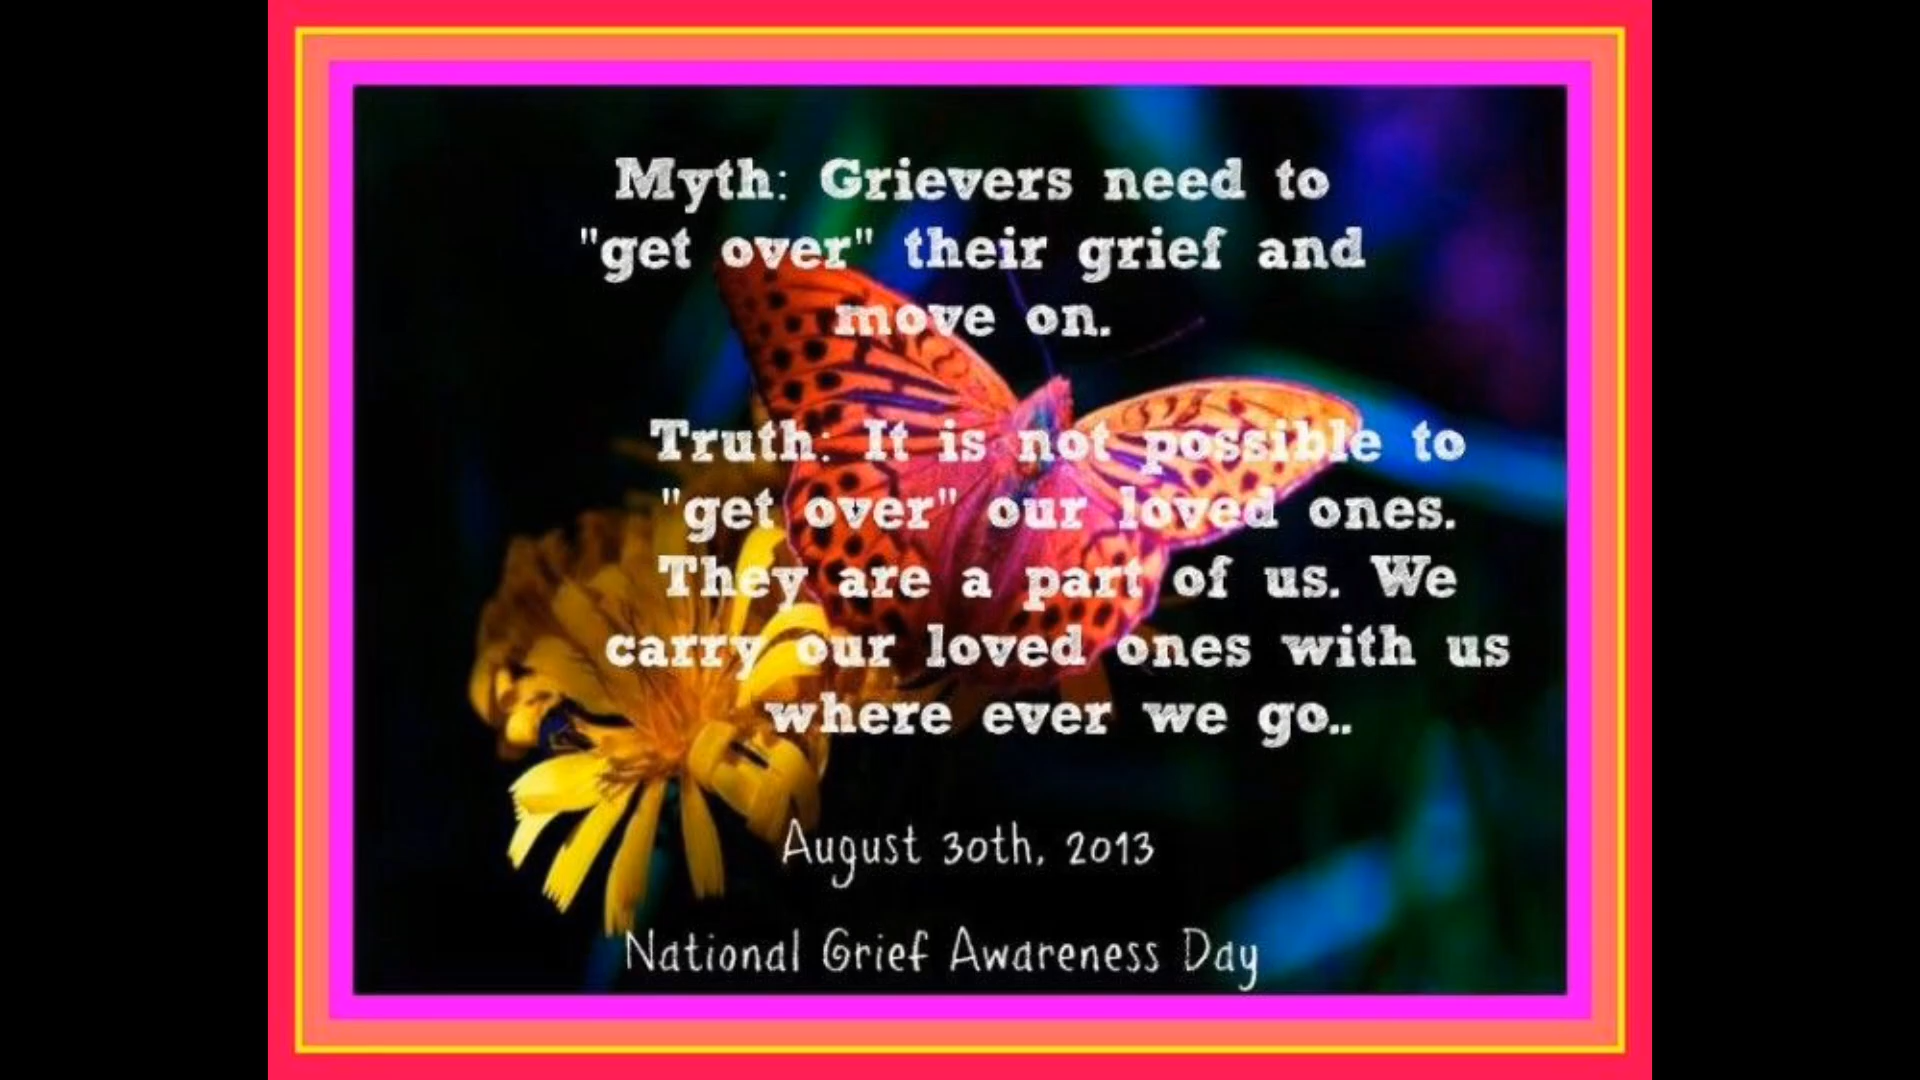 Myth: Grievers need to
"get over" their grief and
move on.
Truth: It is not possible to
"get over" our loved ones.
They are a part of us. We
carry our loved ones with us
where ever we go..
August 30th, 2013
National Grief Awareness Day